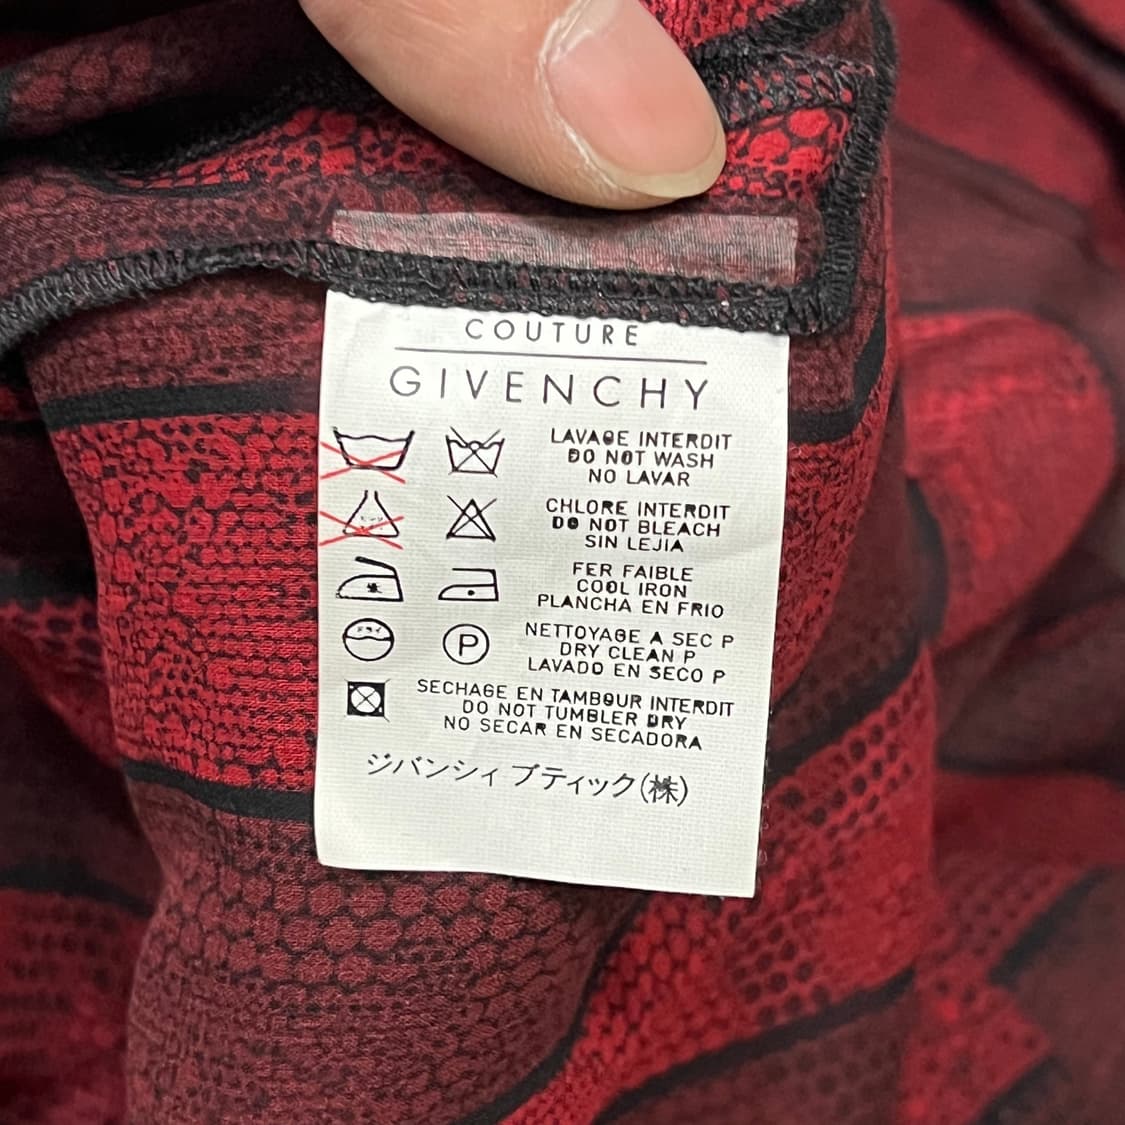 COUTURE
GIVENCHY
LAVAGE INTERDIT
DO NOT WASH
NO LAVAR
CHLORE INTERDIT
DO NOT BLEACH
SIN LEJIA
FER FAIBLE
COOL IRON
PLANCHA EN FRIO
P
NETTOYAGE A SEC P
DRY CLEAN P
LAVADO EN SECO P
SECHAGE EN TAMBOUR INTERDIT
DO NOT TUMBLER DRY
NO SECAR EN SECADORA
ジバンシィ ブティック(株)